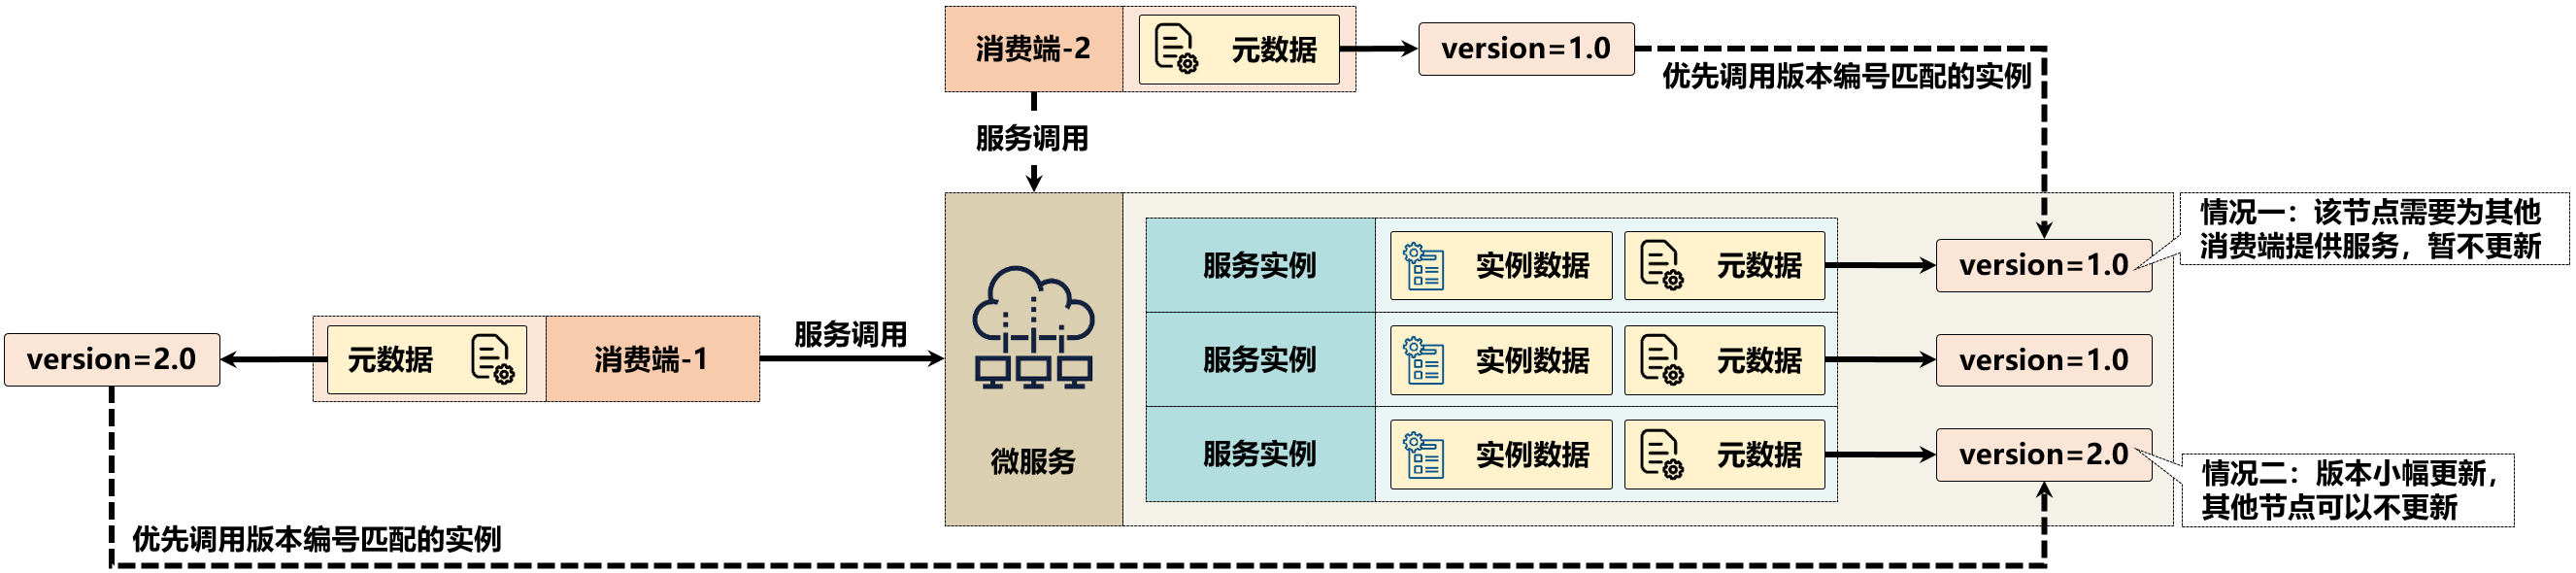 消费端-2
元数据
version=1.0
优先调用版本编号匹配的实例
服务调用
情况一：该节点需要为其他
消费端提供服务，暂不更新
服务实例
实例数据
元数据
version=1.0
version=2.0
元数据
消费端-1
服务调用
微服务
服务实例
实例数据
元数据
version=1.0
服务实例
实例数据
元数据
version=2.0
情况二：版本小幅更新，
其他节点可以不更新
优先调用版本编号匹配的实例